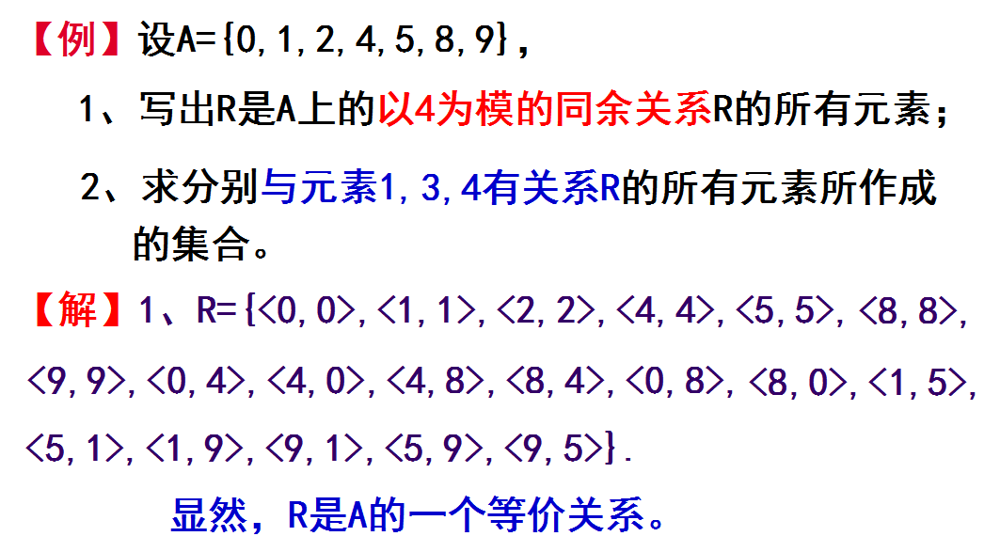 【例】设A={0,1,2,4,5,8,9},
1、写出R是A上的以4为模的同余关系R的所有元素;
2、求分别与元素1,3,4有关系R的所有元素所作成
的集合。
【解】1、R={<0,0>,<1,1>,<2,2>,<4,4>,<5,5>,<8,8>,
<9,9>,<0,4>,<4,0>,<4,8>,<8,4>,<0,8>,<8,0>,<1,5>,
<5,1>,<1,9>,<9,1>,<5,9>,<9,5>}.
显然,R是A的一个等价关系。